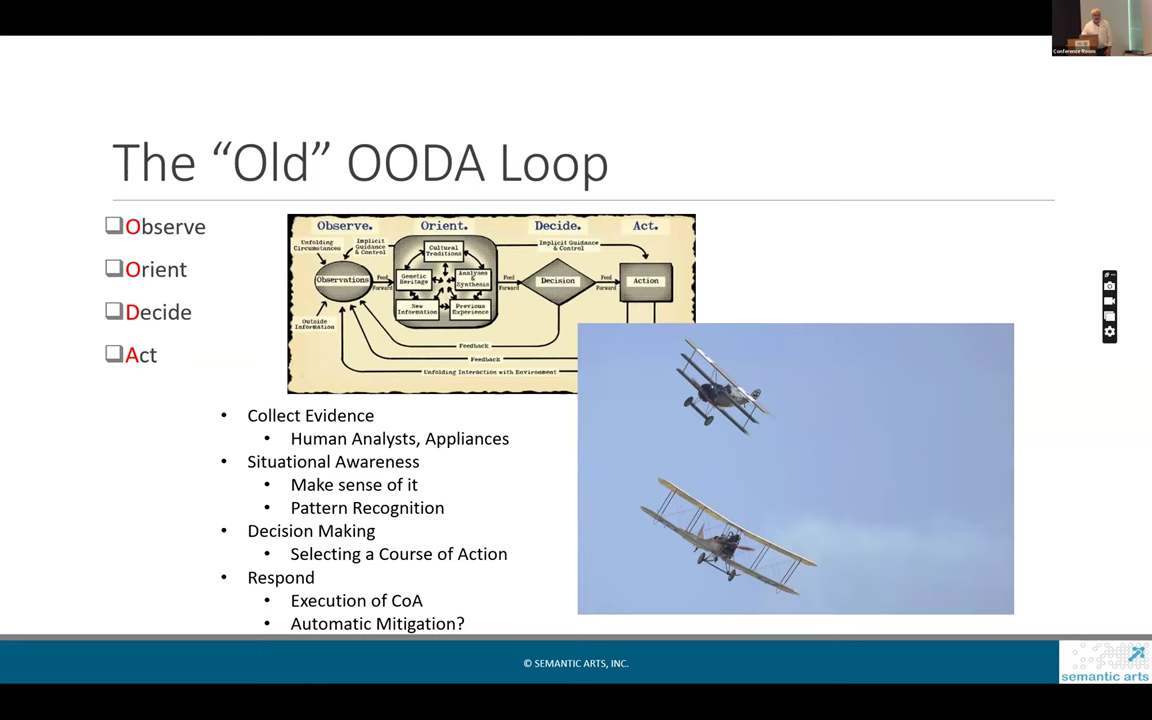 Conference Room
The “Old” OODA Loop
❑Observe
❑Orient
❑Decide
❑Act
Observe. Orient. Decide. Act.
Unfolding
Circumstances
Implicit
Guidance
& Control
Cultural
Traditions
Implicit Guidance
& Control
Observations
Feed
Forward
Genetic
Heritage
Analyses
&
Synthesis
Feed
Forward
Decision
Feed
Forward
Action
New
Information
Previous
Experience
Outside
Information
Feedback
Feedback
Unfolding Interaction with Environment
• Collect Evidence
• Human Analysts, Appliances
• Situational Awareness
• Make sense of it
• Pattern Recognition
• Decision Making
• Selecting a Course of Action
• Respond
• Execution of CoA
• Automatic Mitigation?
© SEMANTIC ARTS, INC.
semantic arts